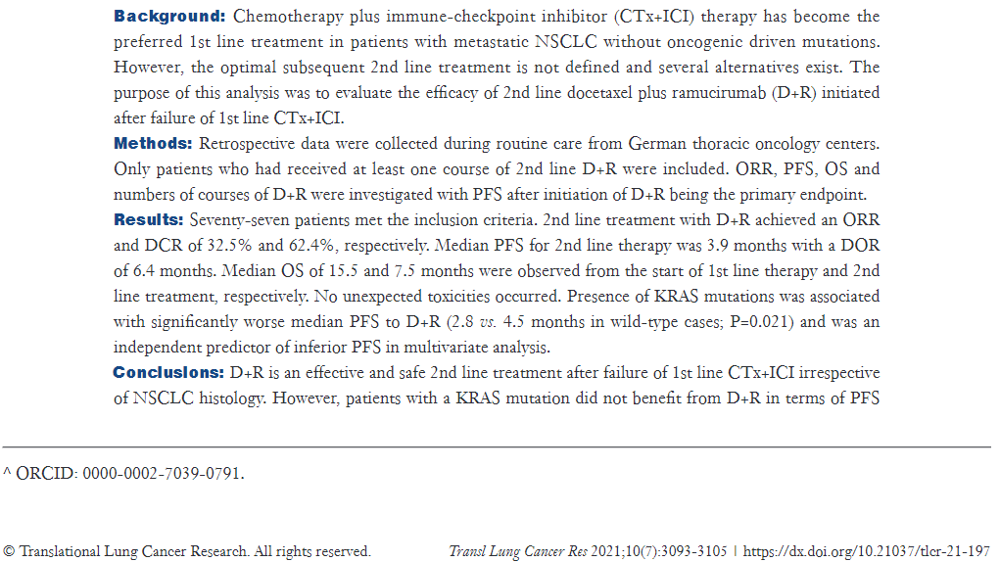 Background: Chemotherapy plus immune-checkpoint inhibitor (CTx+ICI) therapy has become the
preferred 1st line treatment in patients with metastatic NSCLC without oncogenic driven mutations.
However, the optimal subsequent 2nd line treatment is not defined and several alternatives exist. The
purpose of this analysis was to evaluate the efficacy of 2nd line docetaxel plus ramucirumab (D+R) initiated
after failure of 1st line CTx+ICI.
Methods: Retrospective data were collected during routine care from German thoracic oncology centers.
Only patients who had received at least one course of 2nd line D+R were included. ORR, PFS, OS and
numbers of courses of D+R were investigated with PFS after initiation of D+R being the primary endpoint.
Results: Seventy-seven patients met the inclusion criteria. 2nd line treatment with D+R achieved an ORR
and DCR of 32.5% and 62.4%, respectively. Median PFS for 2nd line therapy was 3.9 months with a DOR
of 6.4 months. Median OS of 15.5 and 7.5 months were observed from the start of 1st line therapy and 2nd
line treatment, respectively. No unexpected toxicities occurred. Presence of KRAS mutations was associated
with significantly worse median PFS to D+R (2.8 vs. 4.5 months in wild-type cases; P=0.021) and was an
independent predictor of inferior PFS in multivariate analysis.
Conclusions: D+R is an effective and safe 2nd line treatment after failure of 1st line CTx+ICI irrespective
of NSCLC histology. However, patients with a KRAS mutation did not benefit from D+R in terms of PFS
^ ORCID: 0000-0002-7039-0791.
© Translational Lung Cancer Research. All rights reserved. Transl Lung Cancer Res 2021;10(7):3093-3105 | https://dx.doi.org/10.21037/tlcr-21-197